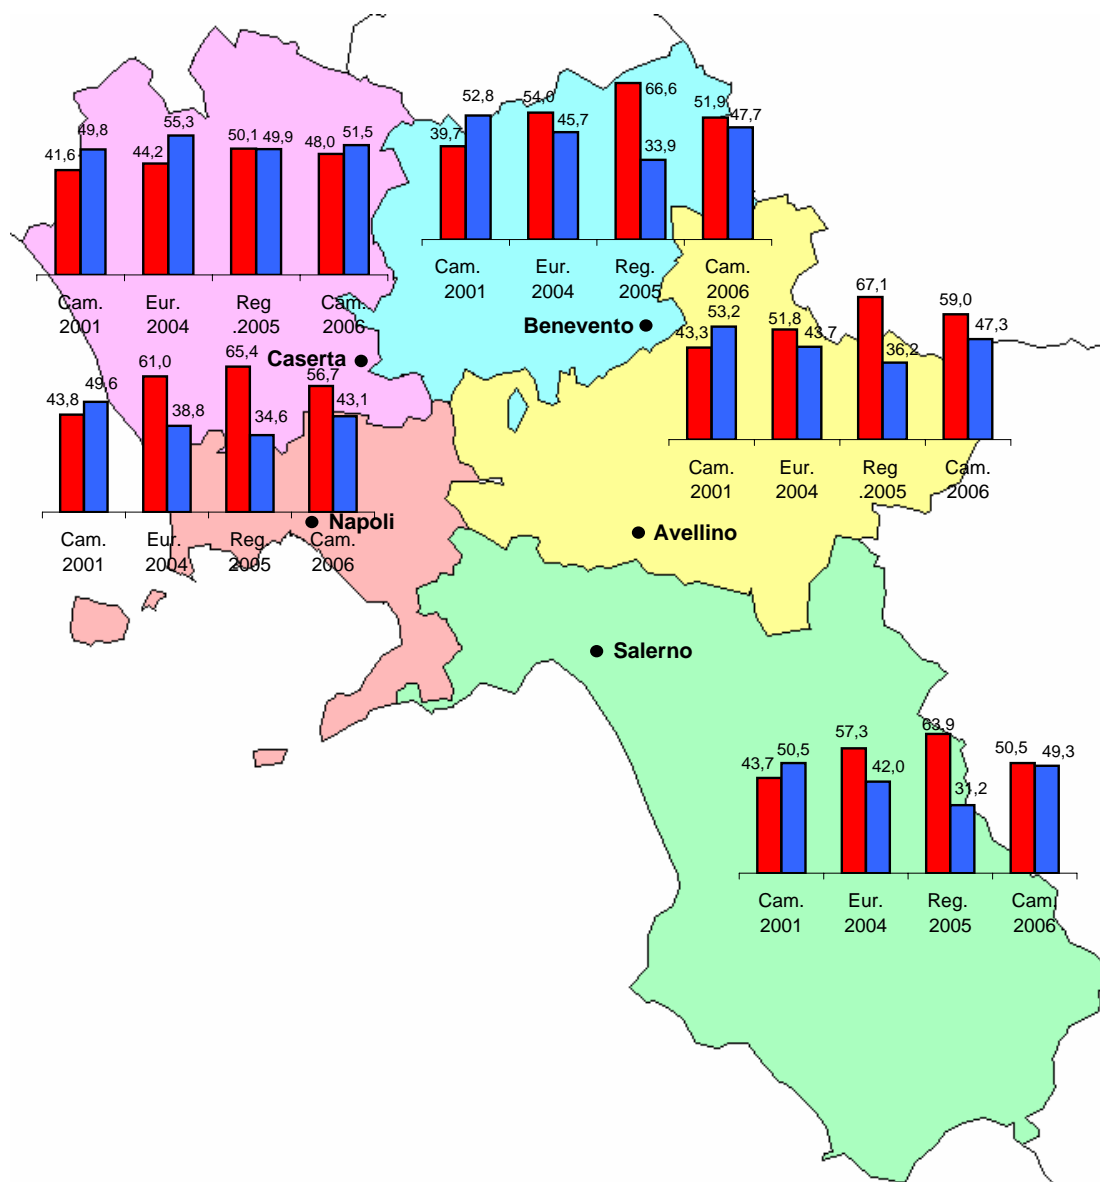 41,6 49,8 44,2 55,3 50,1 49,9 48,0 51,5
Cam. Eur. Reg Cam.
2001 2004 .2005 2006
39,7 52,8 54,0 45,7 66,6 33,9 51,9 47,7
Cam. Eur. Reg. Cam.
2001 2004 2005 2006
Benevento
Caserta
43,3 53,2 51,8 43,7 67,1 36,2 59,0 47,3
Cam. Eur. Reg Cam.
2001 2004 .2005 2006
43,8 49,6 61,0 38,8 65,4 34,6 56,7 43,1
Napoli
Cam. Eur. Reg. Cam.
2001 2004 2005 2006
Avellino
Salerno
43,7 50,5 57,3 42,0 63,9 31,2 50,5 49,3
Cam. Eur. Reg. Cam.
2001 2004 2005 2006